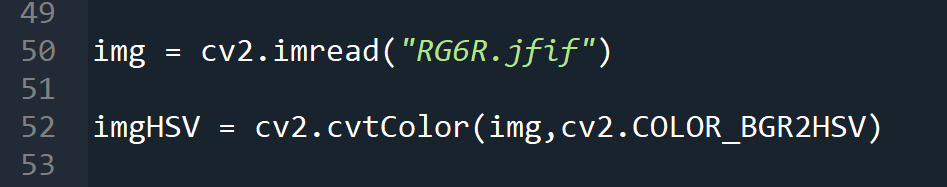 49
50 img = cv2.imread("RG6R.jfif")
51
52 imgHSV = cv2.cvtColor(img,cv2.COLOR_BGR2HSV)
53